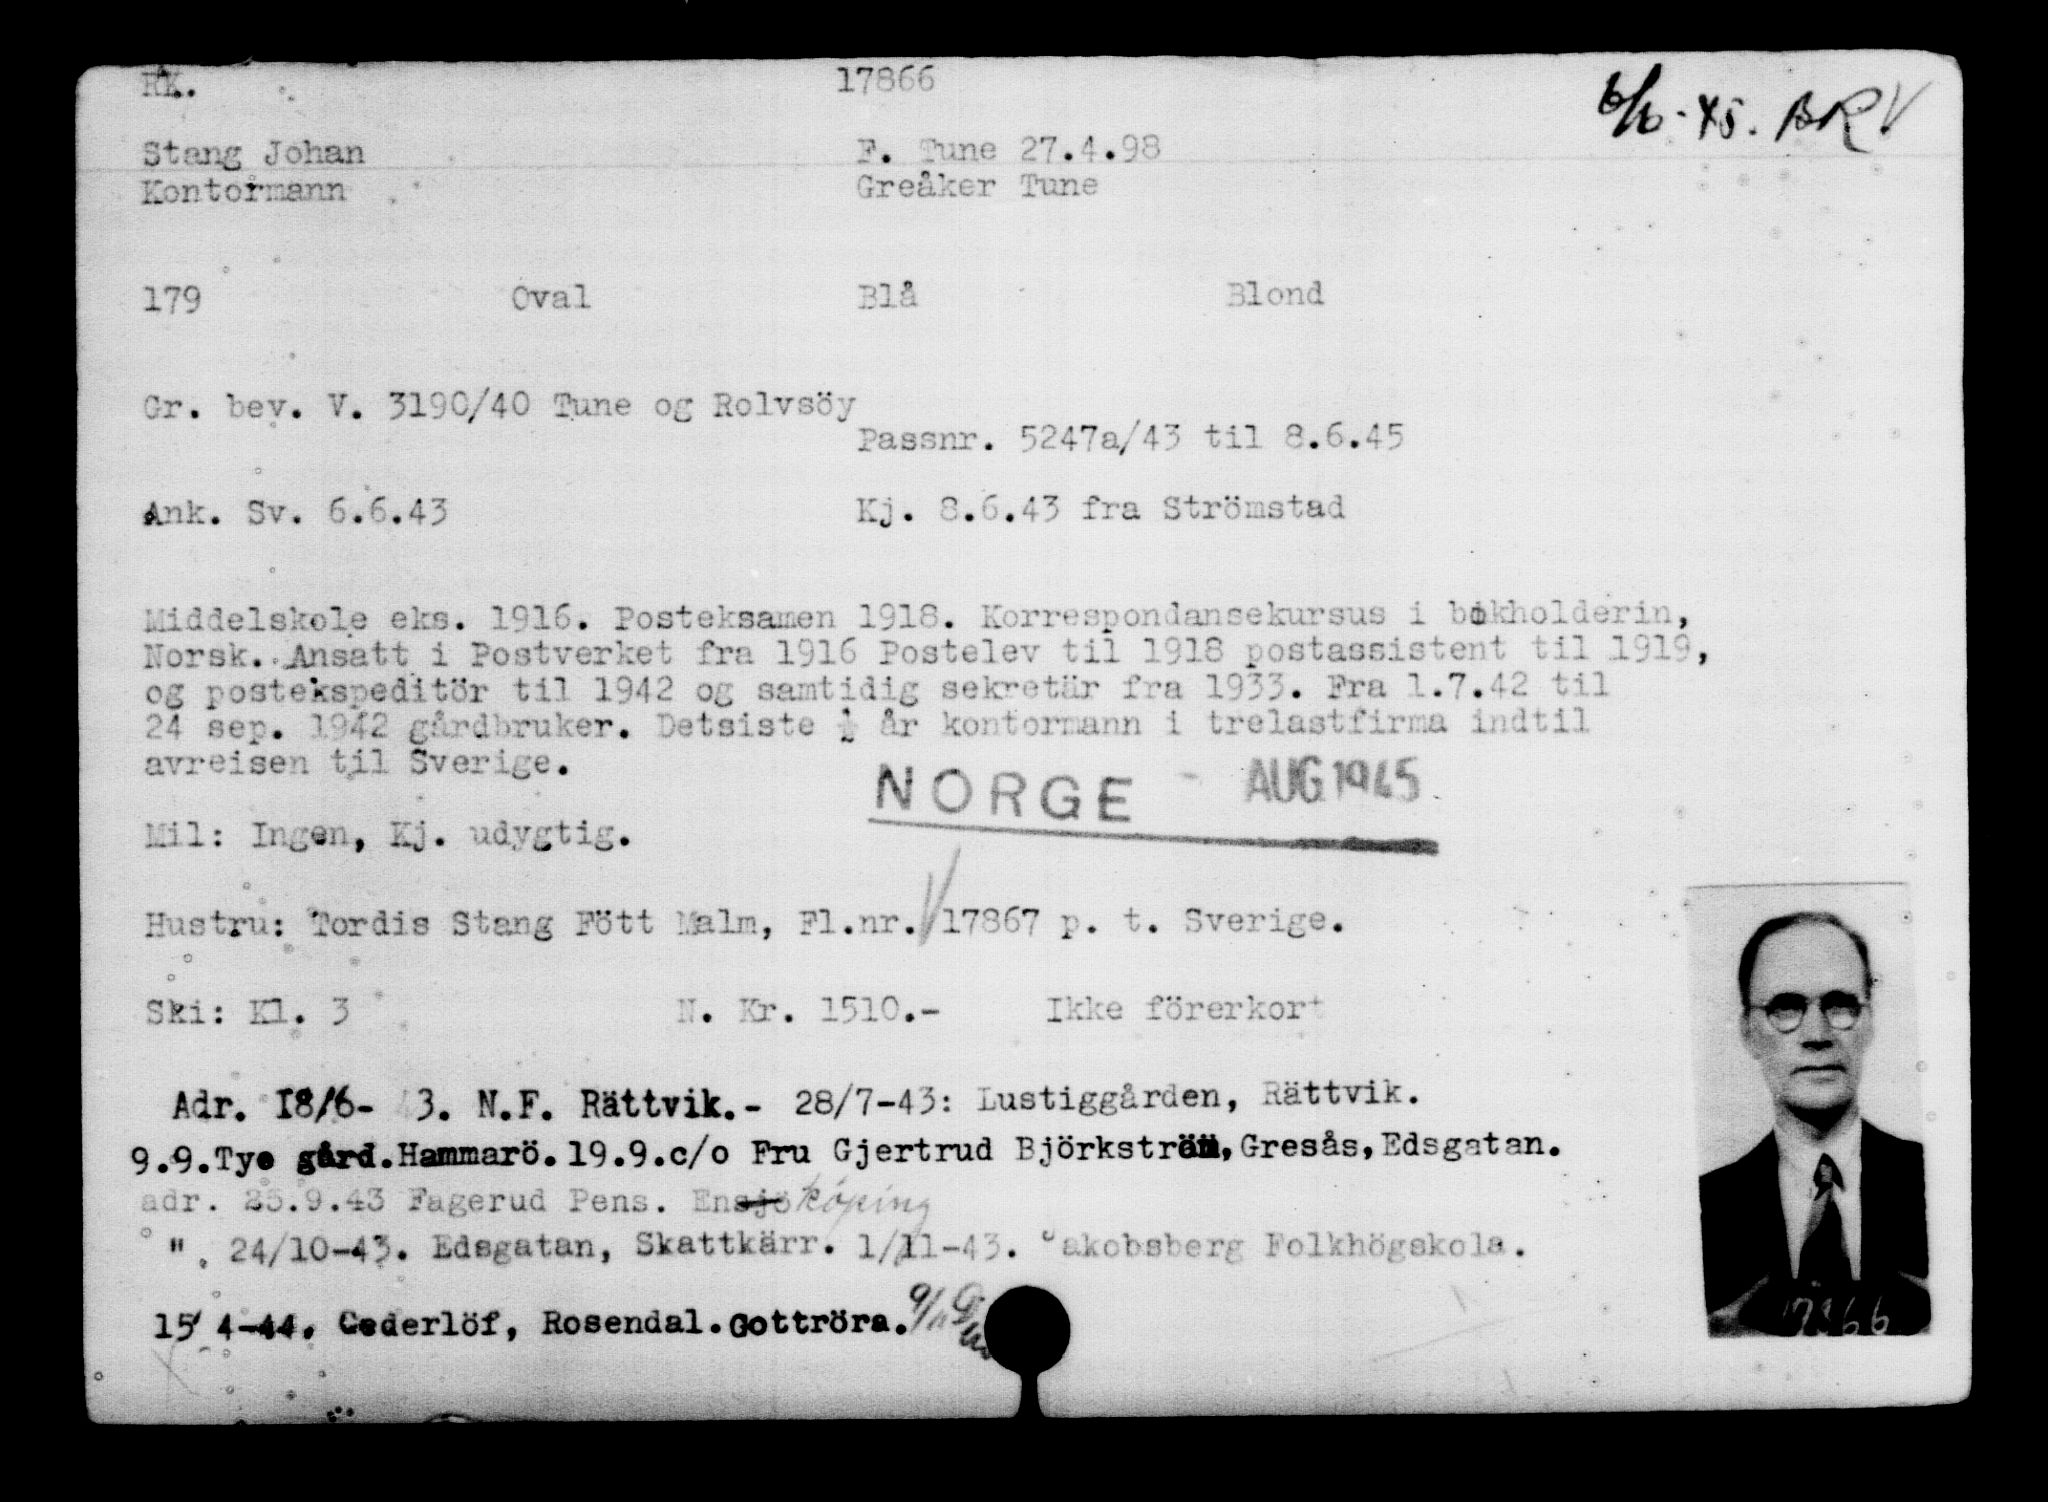 RK. 17866 6/6-45. BRV
Stang Johan F. Tune 27.4.98
Kontormann Greåker Tune
179 Oval Blå Blond
Gr. bev. V. 3190/40 Tune og Rolvsöy
Passnr. 5247a/43 til 8.6.45
Ank. Sv. 6.6.43 Kj. 8.6.43 fra Strömstad
Middelskole eks. 1916. Posteksamen 1918. Korrespondansekursus i bokholderin,
Norsk. Ansatt i Postverket fra 1916 Postelev til 1918 postassistent til 1919,
og postekspeditör til 1942 og samtidig sekretär fra 1933. Fra 1.7.42 til
24 sep. 1942 gårdbruker. Detsiste ½ år kontormann i trelastfirma indtil
avreisen til Sverige.
NORGE - AUG 1945
Mil: Ingen, Kj. udygtig.
Hustru: Tordis Stang Fött Malm, Fl.nr. 17867 p. t. Sverige.
Ski: Kl. 3 N. Kr. 1510.- Ikke förerkort
Adr. 18/6- 43. N.F. Rättvik.- 28/7-43: Lustiggården, Rättvik.
9.9.Tye gård.Hammarö.19.9.c/o Fru Gjertrud Björkström,Gresås,Edsgatan.
adr. 25.9.43 Fagerud Pens. Ensjököping
". 24/10-43. Edsgatan, Skattkärr. 1/11-43. Jakobsberg Folkhögskola.
15/4-44. Cederlöf, Rosendal.Gottröra.
17866